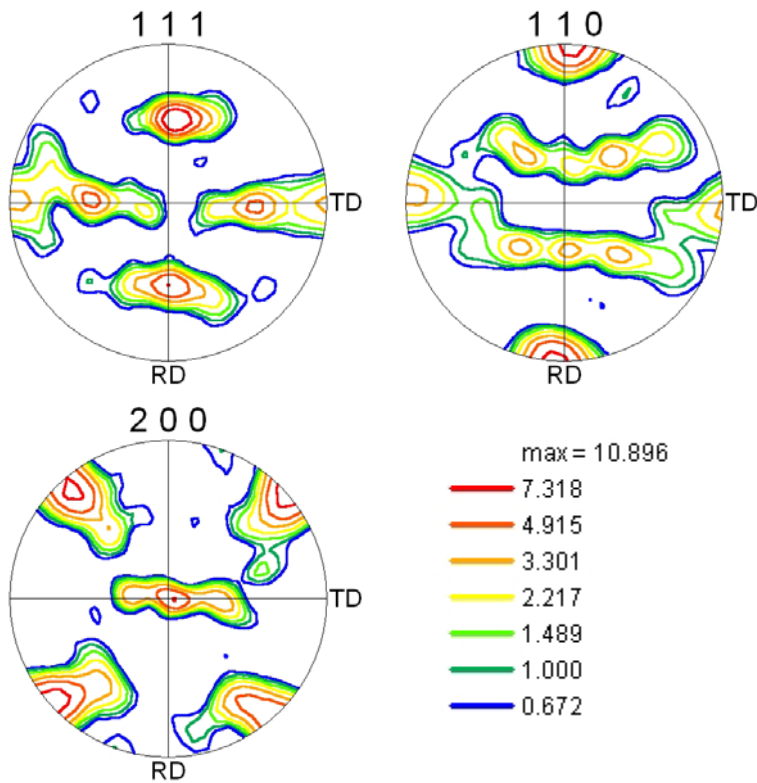 1 1 1
TD
RD
1 1 0
TD
RD
2 0 0
TD
RD
max = 10.896
7.318
4.915
3.301
2.217
1.489
1.000
0.672